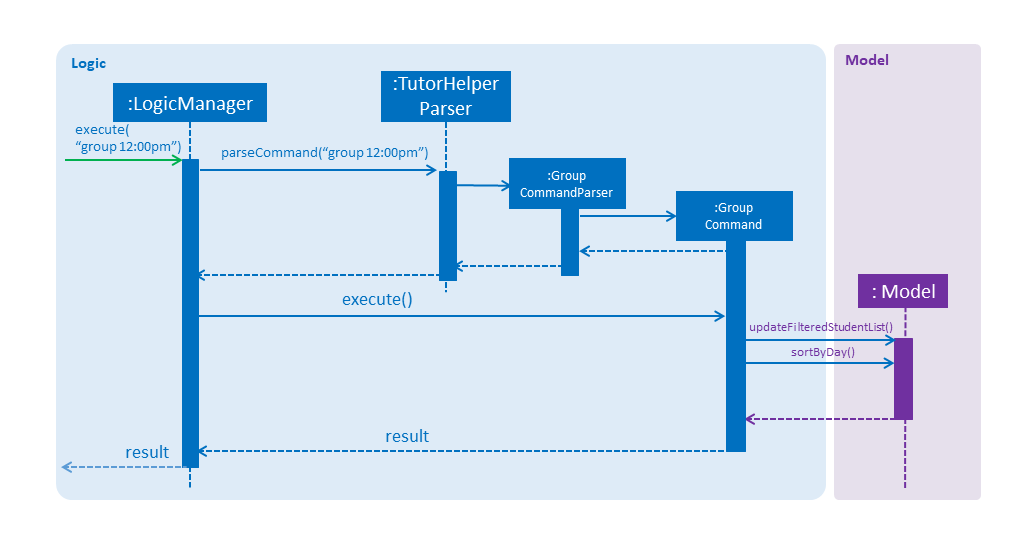 Logic
Model
:LogicManager
:TutorHelper
Parser
execute(
“group 12:00pm”)
parseCommand(“group 12:00pm”)
:Group
CommandParser
:Group
Command
: Model
execute()
updateFilteredStudentList()
sortByDay()
result
result